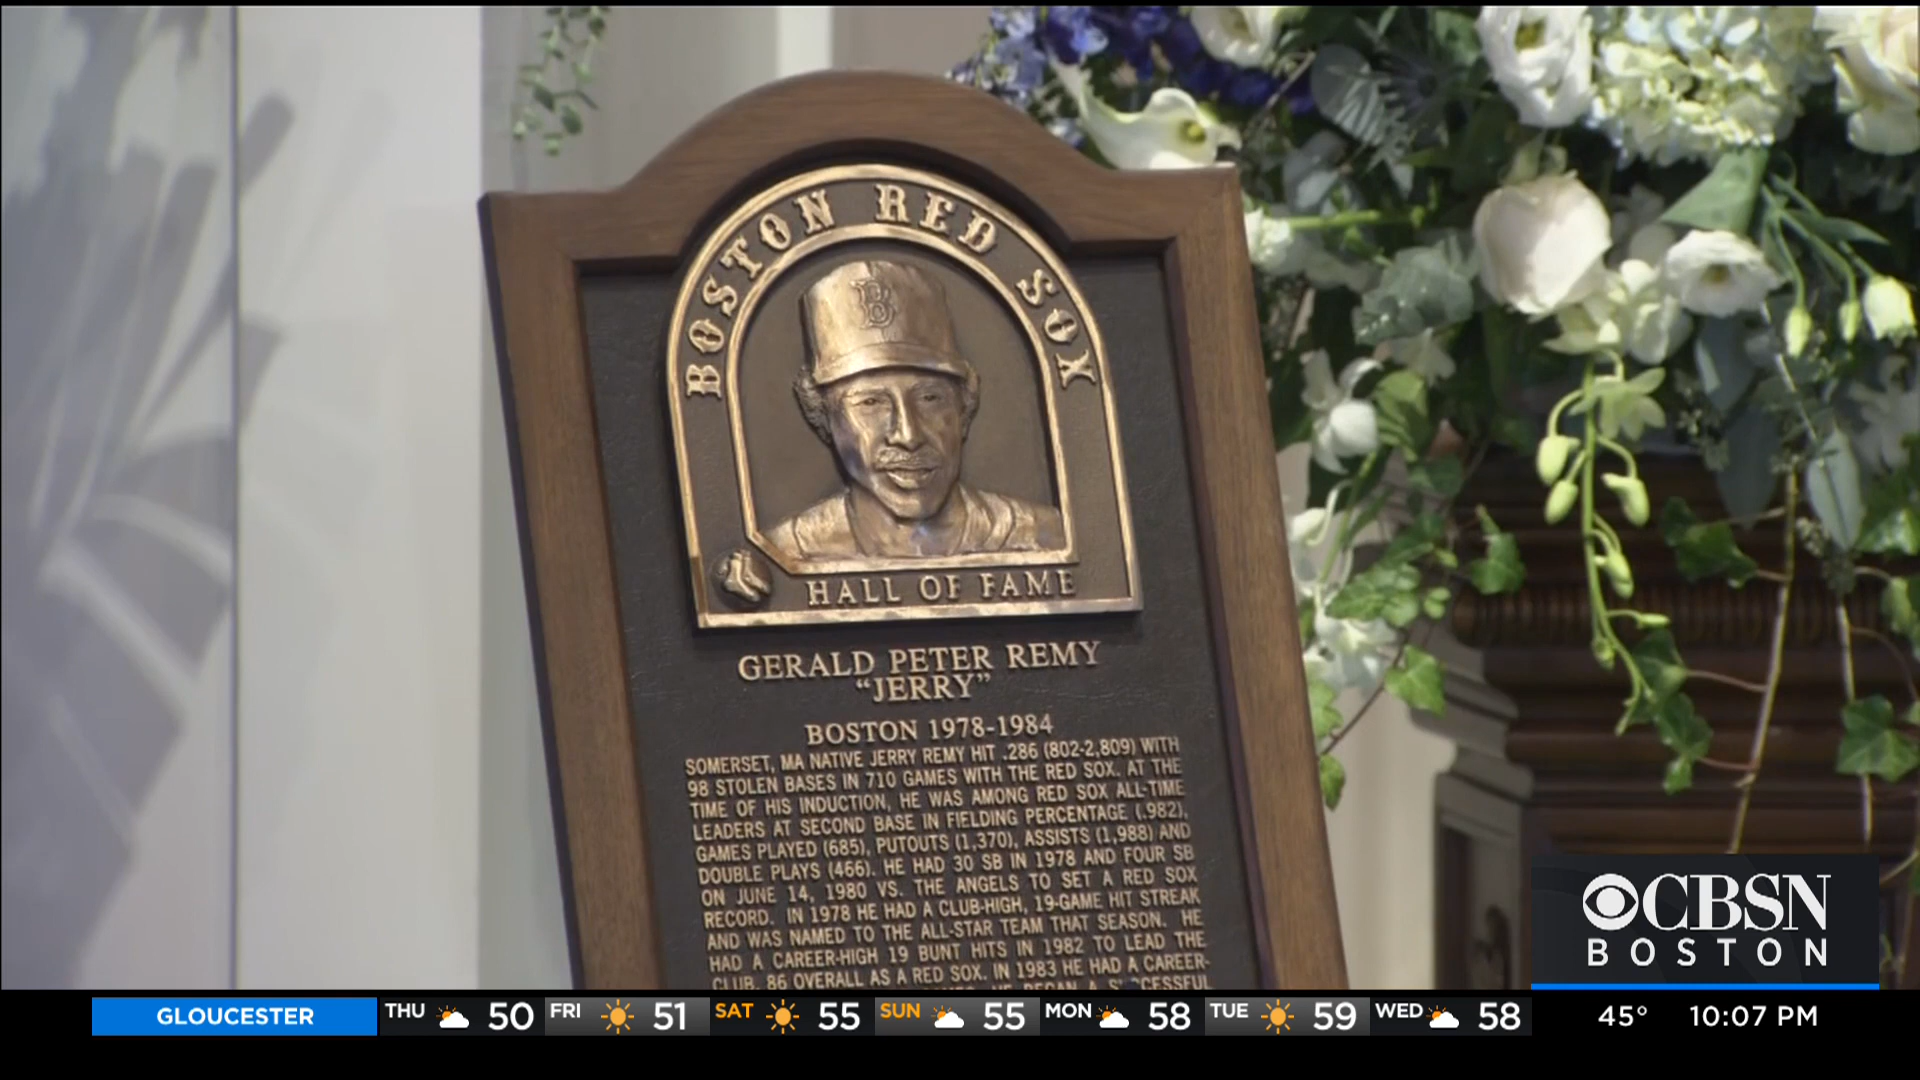 BOSTON RED SOX
B
HALL OF FAME
GERALD PETER REMY
“JERRY”
BOSTON 1978-1984
SOMERSET, MA NATIVE JERRY REMY HIT .286 (802-2,809) WITH
98 STOLEN BASES IN 710 GAMES WITH THE RED SOX. AT THE
TIME OF HIS INDUCTION, HE WAS AMONG RED SOX ALL-TIME
LEADERS AT SECOND BASE IN FIELDING PERCENTAGE (.982),
GAMES PLAYED (685), PUTOUTS (1,370), ASSISTS (1,988) AND
DOUBLE PLAYS (466). HE HAD 30 SB IN 1978 AND FOUR SB
ON JUNE 14, 1980 VS. THE ANGELS TO SET A RED SOX
RECORD. IN 1978 HE HAD A CLUB-HIGH, 19-GAME HIT STREAK
AND WAS NAMED TO THE ALL-STAR TEAM THAT SEASON. HE
HAD A CAREER-HIGH 19 BUNT HITS IN 1982 TO LEAD THE
CLUB, 86 OVERALL AS A RED SOX. IN 1983 HE HAD A CAREER-
CBSN
BOSTON
GLOUCESTER THU 50 FRI 51 SAT 55 SUN 55 MON 58 TUE 59 WED 58 45° 10:07 PM